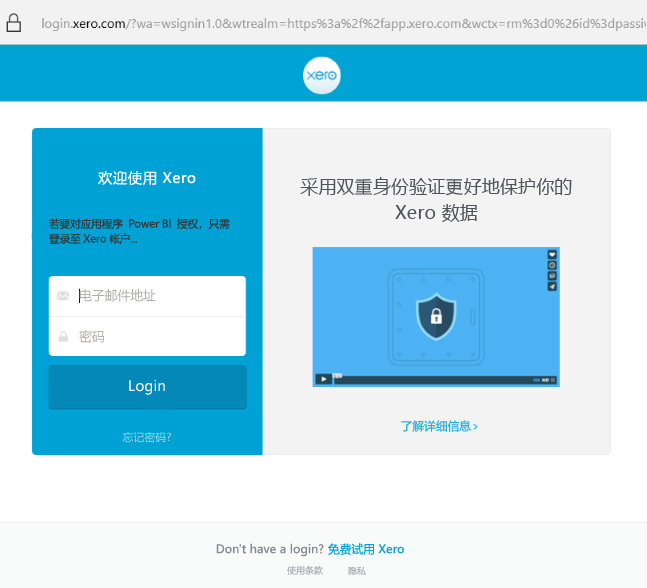 login.xero.com/?wa=wsignin1.0&wtrealm=https%3a%2f%2fapp.xero.com&wctx=rm%3d0%26id%3dpassiv
xero
欢迎使用 Xero
若要对应用程序 Power BI 授权，只需
登录至 Xero 帐户...
电子邮件地址
密码
Login
忘记密码?
采用双重身份验证更好地保护你的
Xero 数据
HD
了解详细信息 ›
Don't have a login? 免费试用 Xero
使用条款 隐私